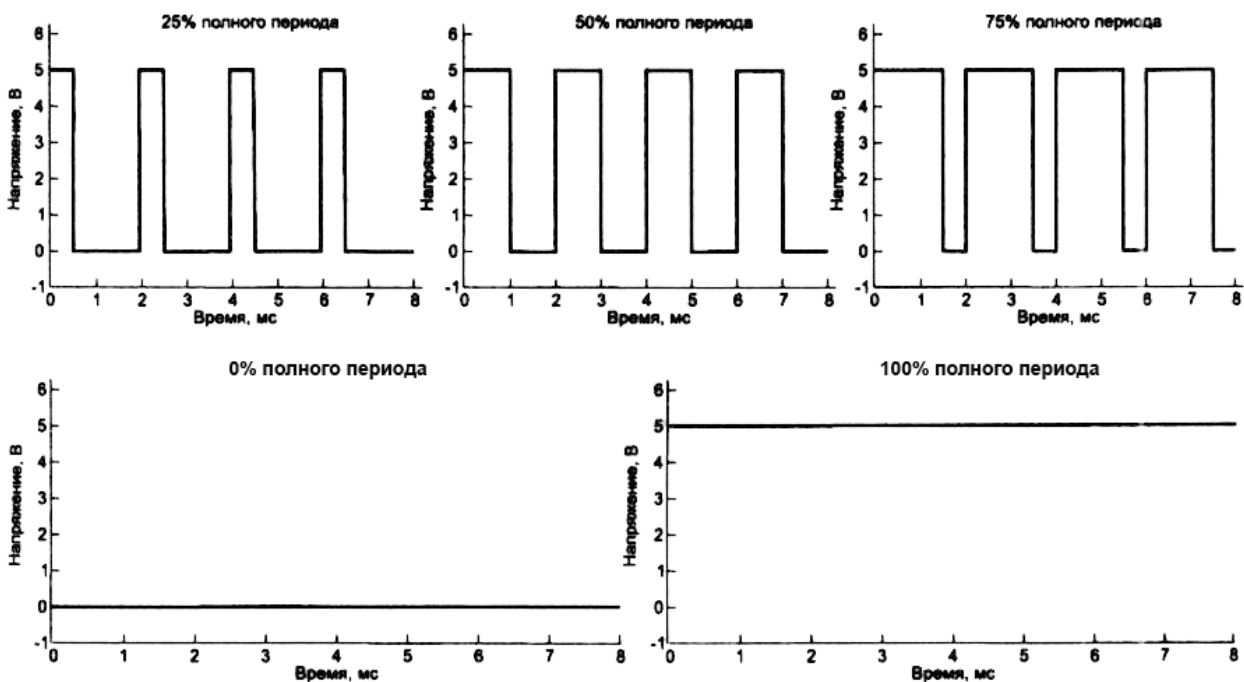 25% полного периода
50% полного периода
75% полного периода
6
5
4
3
2
1
0
-1
Напряжение, В
0 1 2 3 4 5 6 7 8
Время, мс
6
5
4
3
2
1
0
-1
Напряжение, В
0 1 2 3 4 5 6 7 8
Время, мс
6
5
4
3
2
1
0
-1
Напряжение, В
0 1 2 3 4 5 6 7 8
Время, мс
0% полного периода
100% полного периода
6
5
4
3
2
1
0
-1
Напряжение, В
0 1 2 3 4 5 6 7 8
Время, мс
6
5
4
3
2
1
0
-1
Напряжение, В
0 1 2 3 4 5 6 7 8
Время, мс